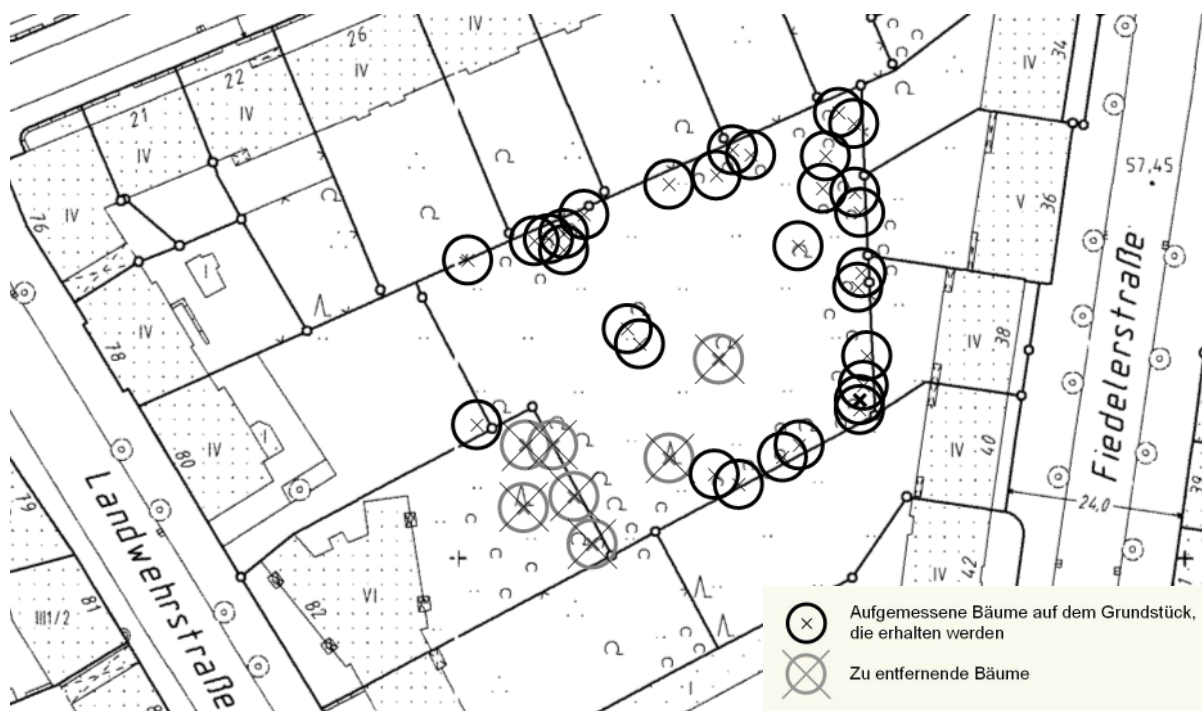 26
IV
22
IV
IV
21
IV
34
IV
76
IV
57,45
V
36
I
IV
78
IV
38
Fiedelerstraße
IV
80
I
IV
40
24,0
39
79
Landwehrstraße
III1/2
81
82
VI
IV
42
I
Aufgemessene Bäume auf dem Grundstück,
die erhalten werden
Zu entfernende Bäume